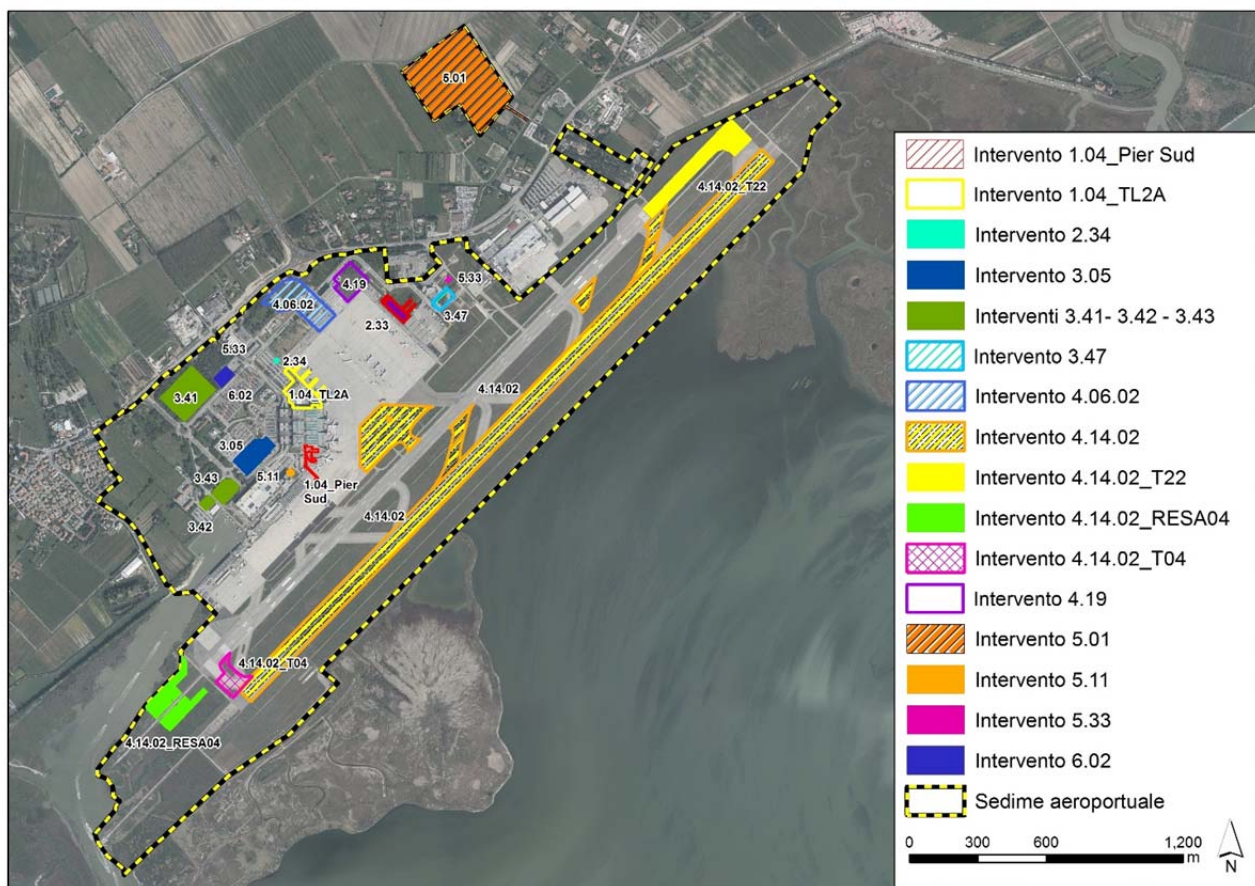 5.01
4.14.02_T22
5.33
4.19
3.47
2.33
4.06.02
5.33
2.34
4.14.02
1.04_TL2A
3.41
6.02
3.05
5.11
1.04_Pier
Sud
3.43
3.42
4.14.02
4.14.02_T04
4.14.02_RESA04
Intervento 1.04_Pier Sud
Intervento 1.04_TL2A
Intervento 2.34
Intervento 3.05
Interventi 3.41- 3.42 - 3.43
Intervento 3.47
Intervento 4.06.02
Intervento 4.14.02
Intervento 4.14.02_T22
Intervento 4.14.02_RESA04
Intervento 4.14.02_T04
Intervento 4.19
Intervento 5.01
Intervento 5.11
Intervento 5.33
Intervento 6.02
Sedime aeroportuale
0 300 600 1,200
m
N